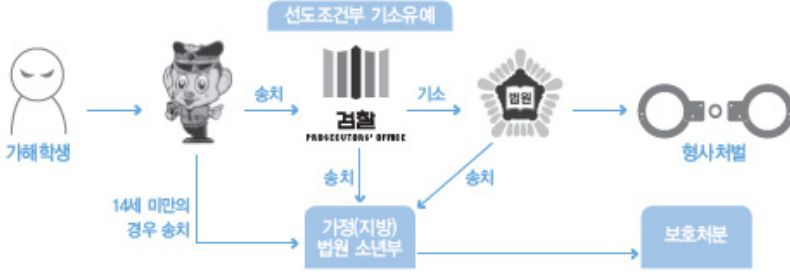 선도조건부 기소유예
송치
기소
법원
검찰
PROSECUTORS' OFFICE
가해학생
형사처벌
송치
송치
14세 미만의
경우 송치
가정(지방)
법원 소년부
보호처분